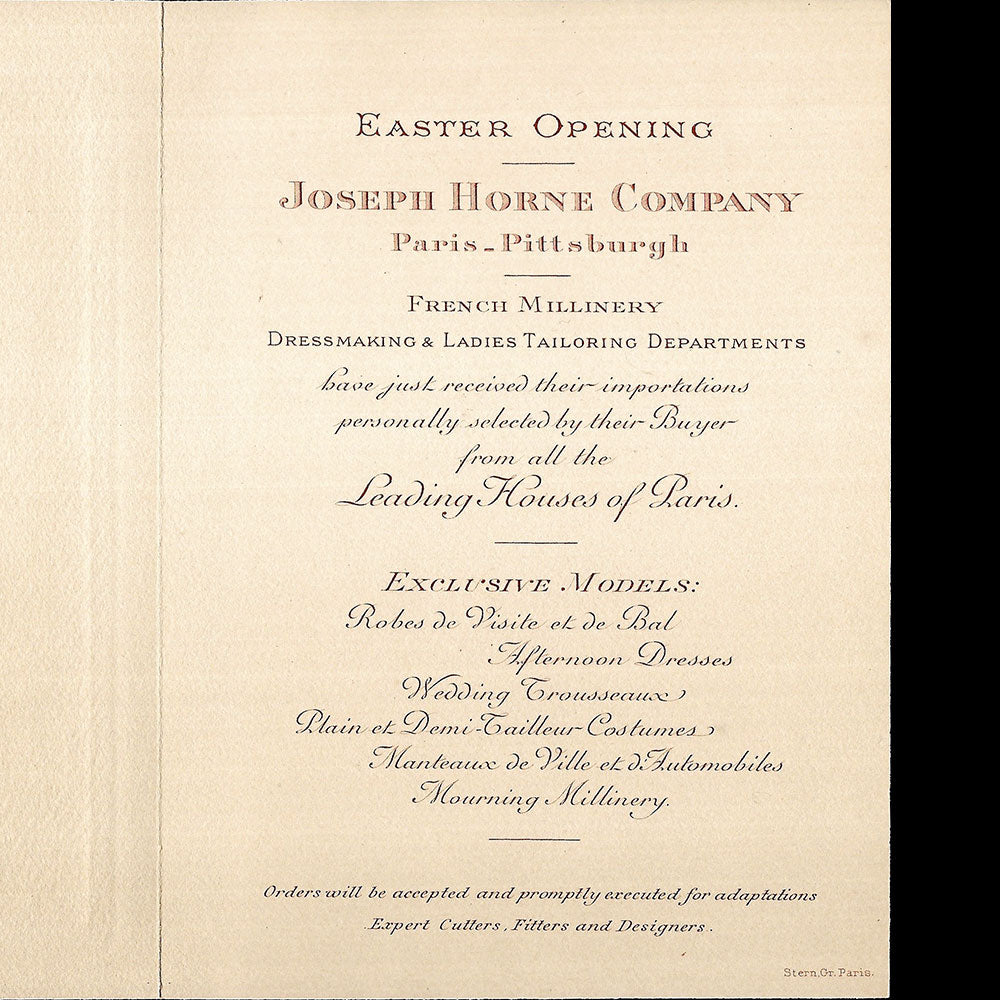 EASTER OPENING
JOSEPH HORNE COMPANY
Paris-Pittsburgh
FRENCH MILLINERY
DRESSMAKING & LADIES TAILORING DEPARTMENTS
have just received their importations
personally selected by their Buyer
from all the
Leading Houses of Paris.
EXCLUSIVE MODELS:
Robes de Visite et de Bal
Afternoon Dresses
Wedding Trousseaux
Plain et Demi-Tailleur Costumes
Manteaux de Ville et d'Automobiles
Mourning Millinery.
Orders will be accepted and promptly executed for adaptations
Expert Cutters, Fitters and Designers.
Stern, Gr. Paris.